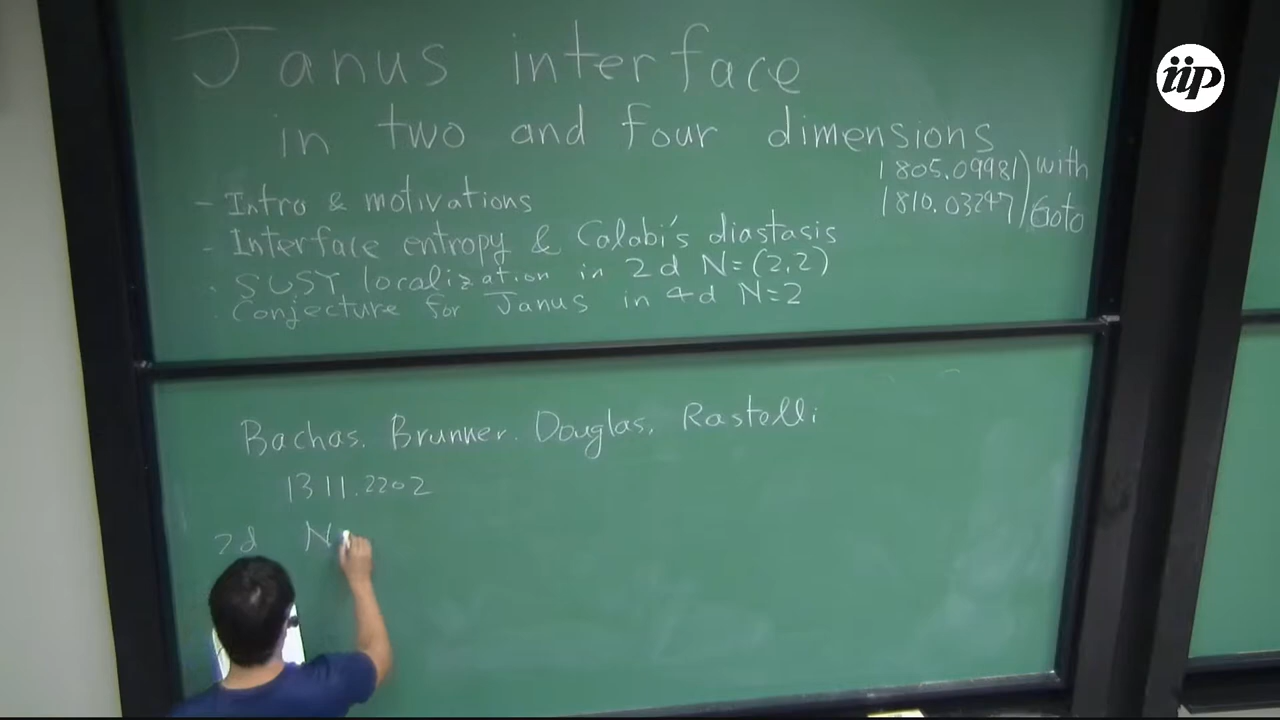 Janus interface
in two and four dimensions
1805.09981) with
1810.03247) Goto
- Intro & motivations
- Interface entropy & Calabi's diastasis
· SUSY localization in 2d N=(2,2)
· Conjecture for Janus in 4d N=2
Bachas. Brunner. Douglas, Rastelli
1311.2202
2d N
iip